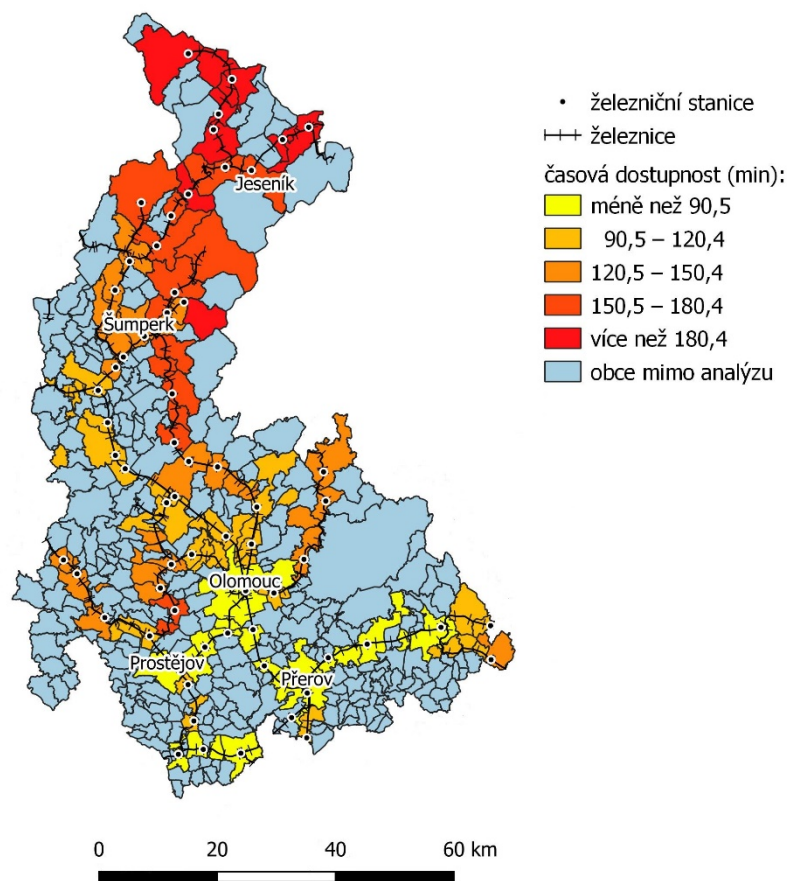 železniční stanice
železnice
časová dostupnost (min):
méně než 90,5
90,5 – 120,4
120,5 – 150,4
150,5 – 180,4
více než 180,4
obce mimo analýzu
Jeseník
Šumperk
Olomouc
Prostějov
Přerov
0 20 40 60 km